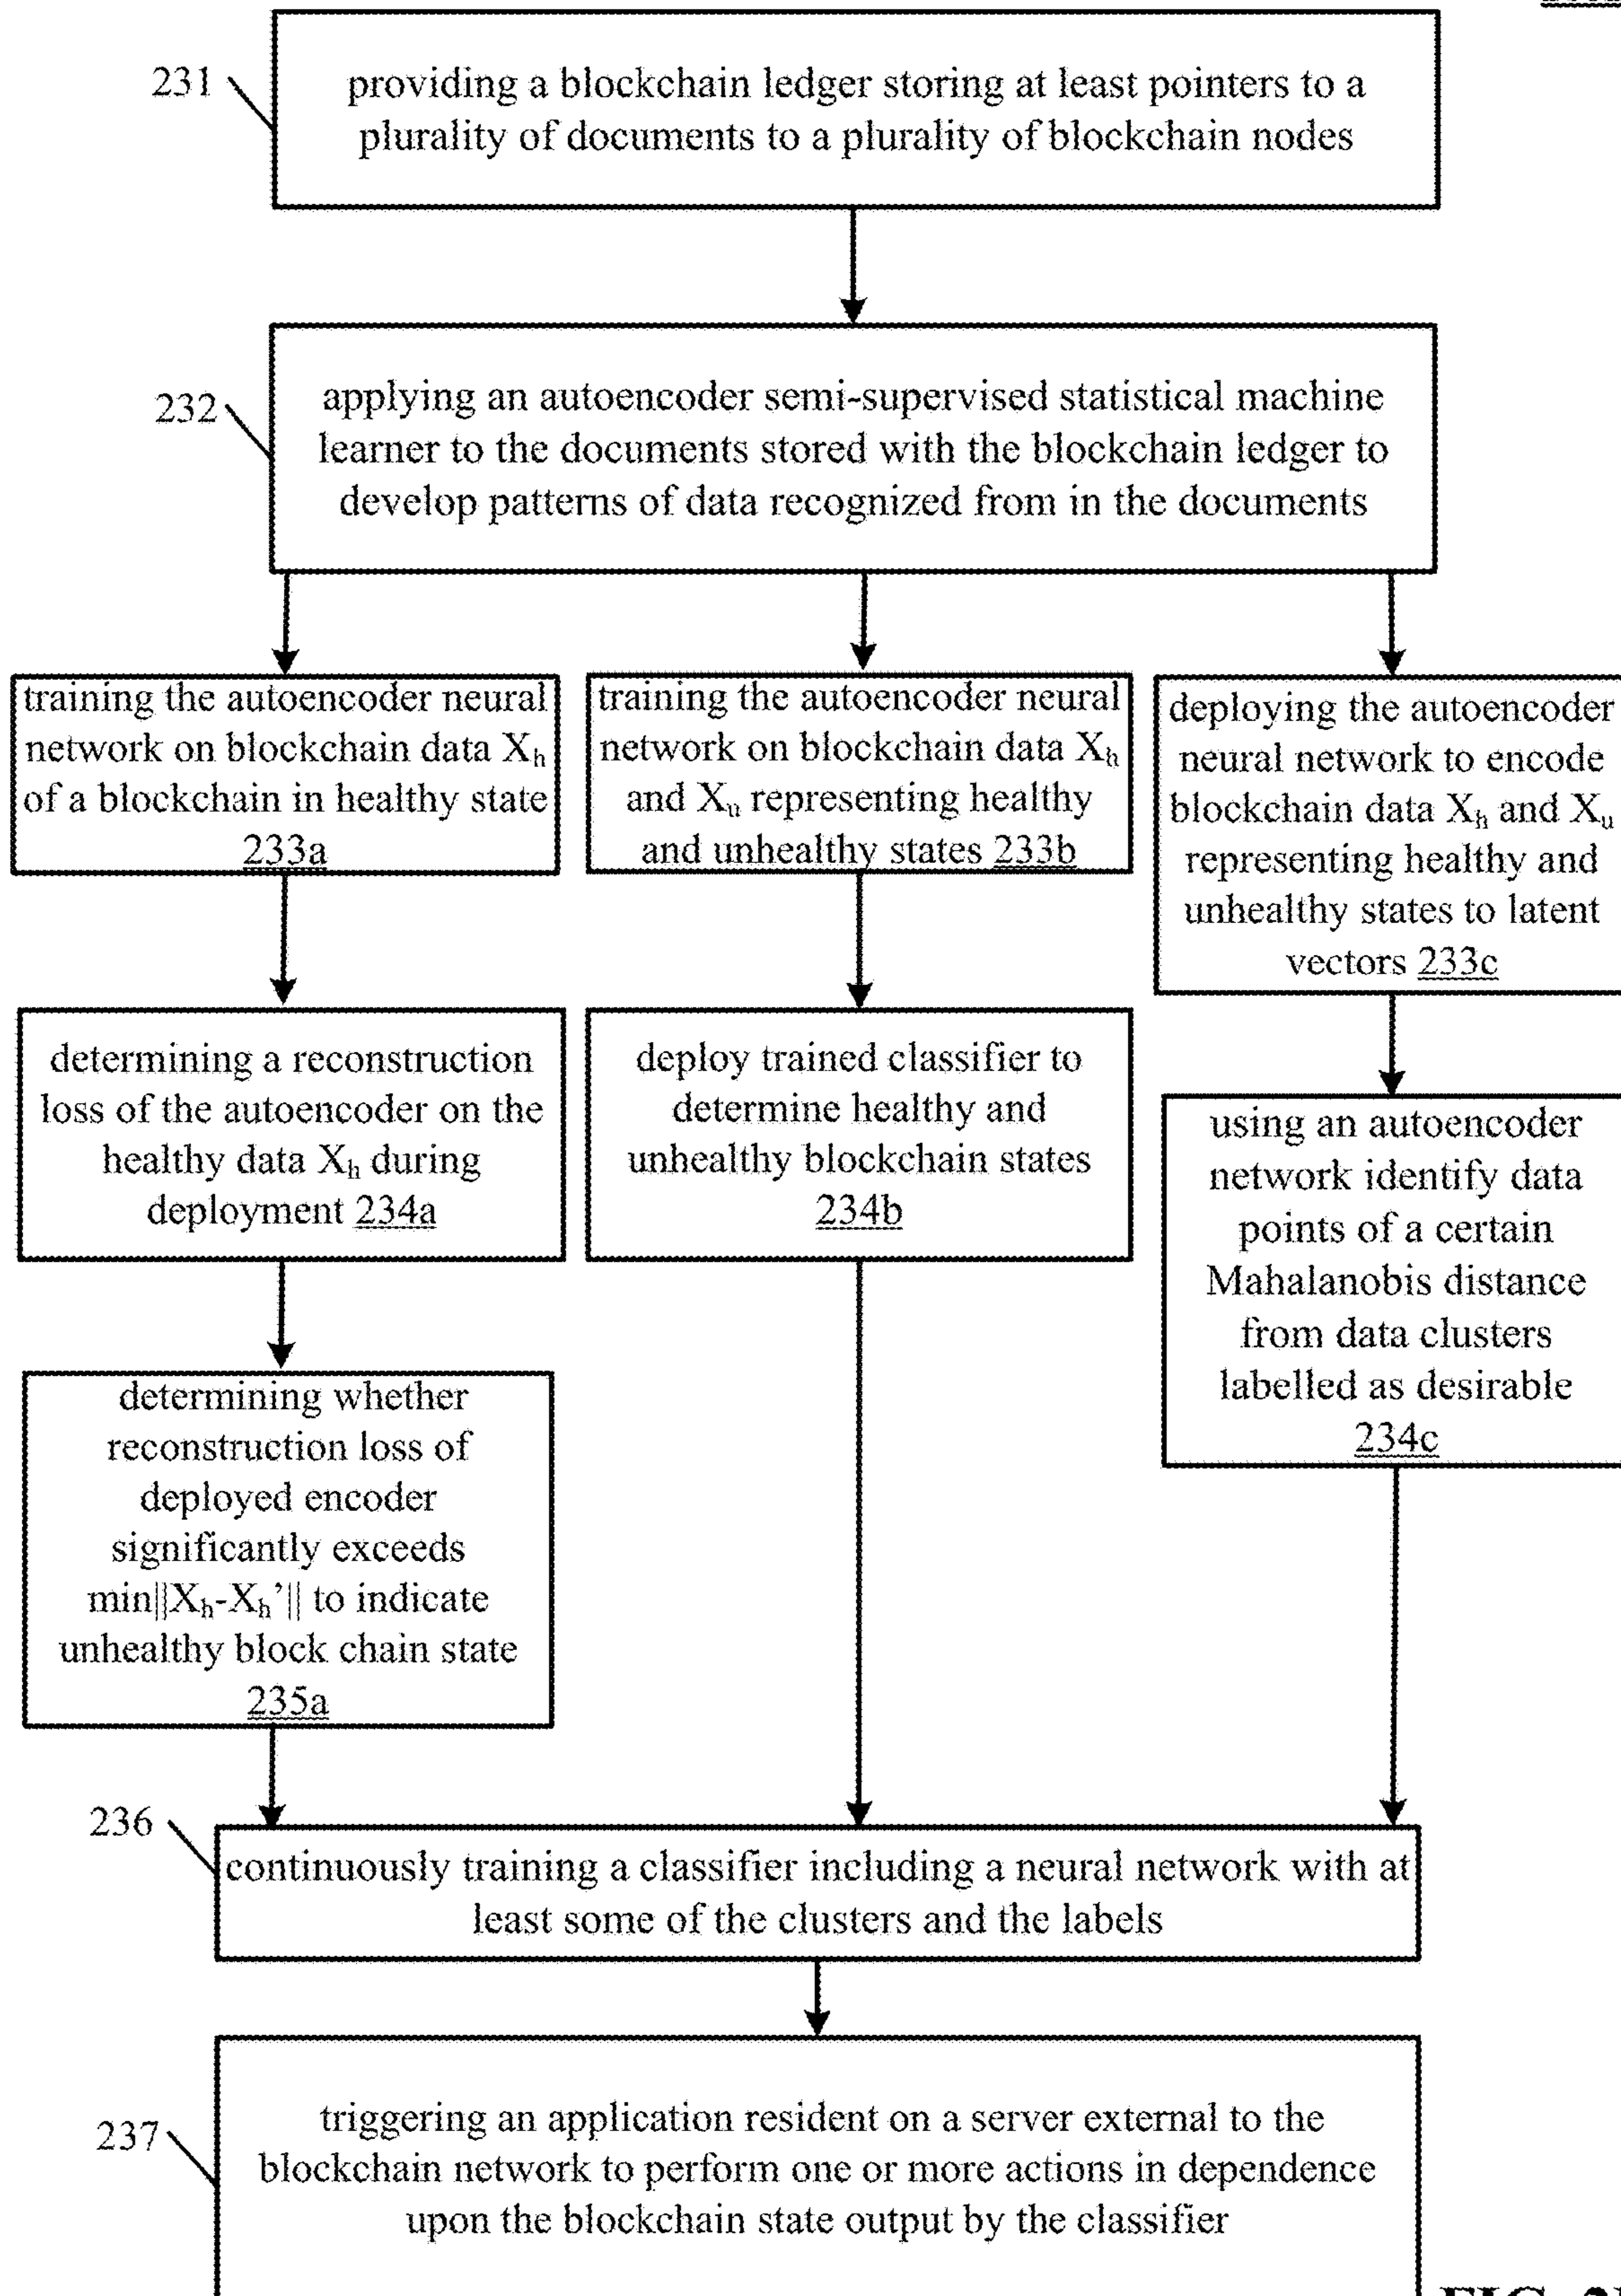 231
providing a blockchain ledger storing at least pointers to a
plurality of documents to a plurality of blockchain nodes
232
applying an autoencoder semi-supervised statistical machine
learner to the documents stored with the blockchain ledger to
develop patterns of data recognized from in the documents
training the autoencoder neural
network on blockchain data Xₕ
of a blockchain in healthy state
233a
training the autoencoder neural
network on blockchain data Xₕ
and Xᵤ representing healthy
and unhealthy states 233b
deploying the autoencoder
neural network to encode
blockchain data Xₕ and Xᵤ
representing healthy and
unhealthy states to latent
vectors 233c
determining a reconstruction
loss of the autoencoder on the
healthy data Xₕ during
deployment 234a
deploy trained classifier to
determine healthy and
unhealthy blockchain states
234b
using an autoencoder
network identify data
points of a certain
Mahalanobis distance
from data clusters
labelled as desirable
234c
determining whether
reconstruction loss of
deployed encoder
significantly exceeds
min||Xₕ-Xₕ’|| to indicate
unhealthy block chain state
235a
236
continuously training a classifier including a neural network with at
least some of the clusters and the labels
237
triggering an application resident on a server external to the
blockchain network to perform one or more actions in dependence
upon the blockchain state output by the classifier